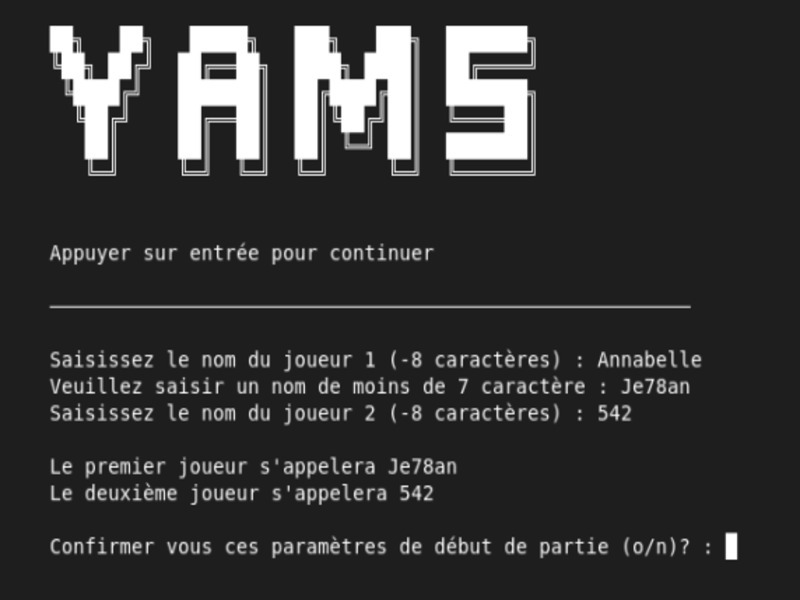 YAMS
Appuyer sur entrée pour continuer
Saisissez le nom du joueur 1 (-8 caractères) : Annabelle
Veuillez saisir un nom de moins de 7 caractère : Je78an
Saisissez le nom du joueur 2 (-8 caractères) : 542
Le premier joueur s'appelera Je78an
Le deuxième joueur s'appelera 542
Confirmer vous ces paramètres de début de partie (o/n)? :